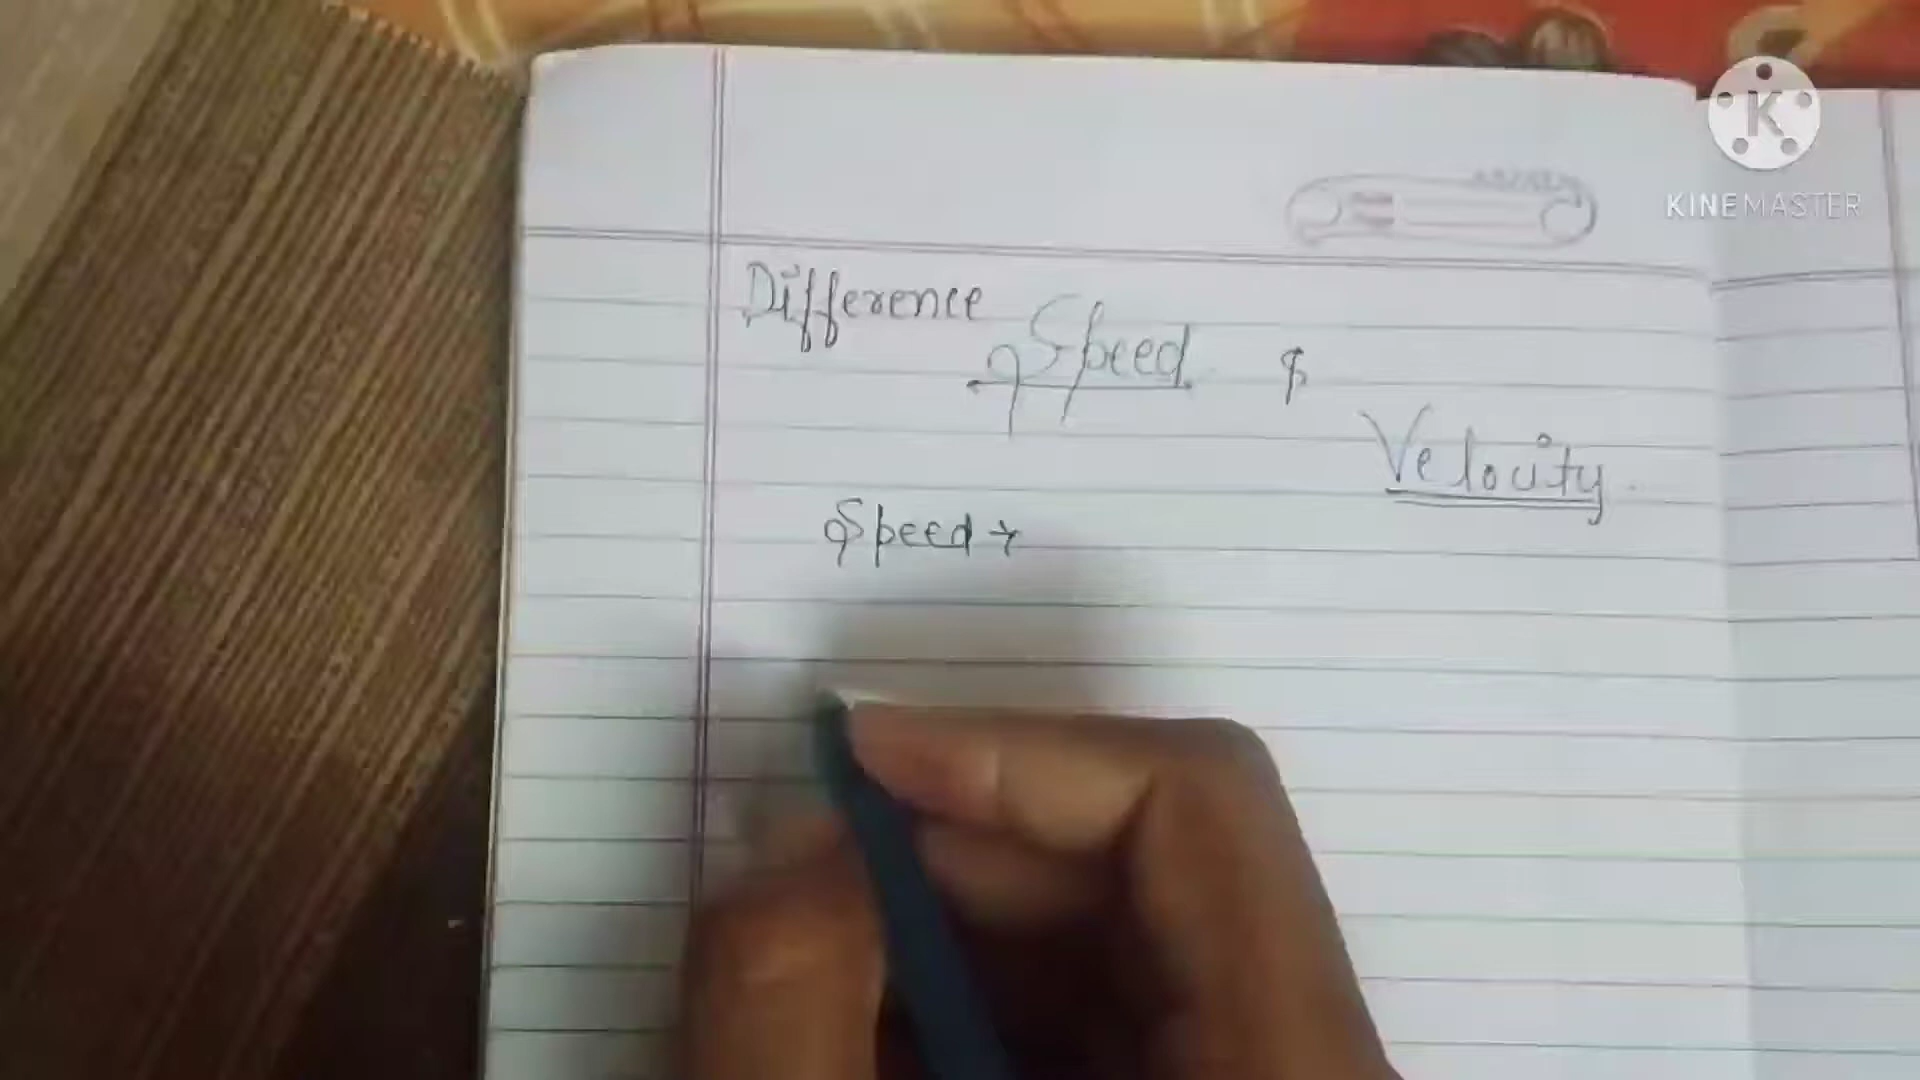 Difference
Speed &
Velocity.
Speed →
K
KINEMASTER